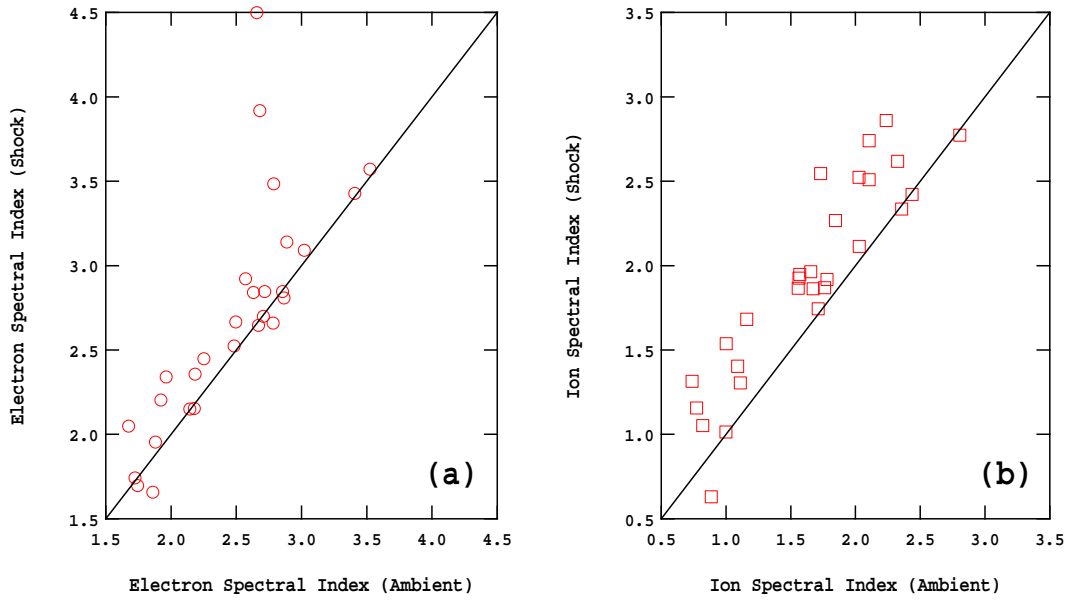 4.5
4.0
3.5
3.0
2.5
2.0
1.5
1.5 2.0 2.5 3.0 3.5 4.0 4.5
Electron Spectral Index (Shock)
Electron Spectral Index (Ambient)
(a)
3.5
3.0
2.5
2.0
1.5
1.0
0.5
0.5 1.0 1.5 2.0 2.5 3.0 3.5
Ion Spectral Index (Shock)
Ion Spectral Index (Ambient)
(b)